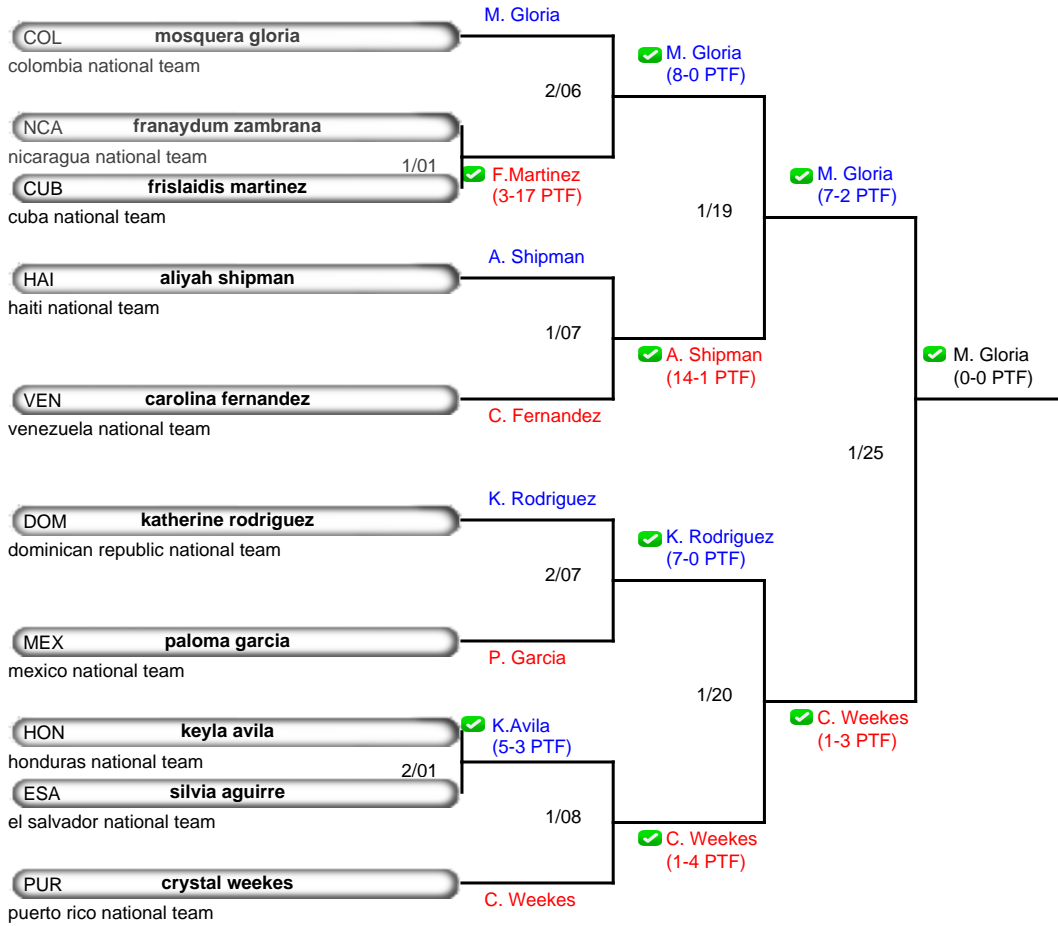 M. Gloria
COL mosquera gloria
colombia national team
M. Gloria
(8-0 PTF)
2/06
NCA franaydum zambrana
nicaragua national team
1/01
F.Martinez
(3-17 PTF)
CUB frislaidis martinez
cuba national team
M. Gloria
(7-2 PTF)
1/19
A. Shipman
HAI aliyah shipman
haiti national team
1/07
A. Shipman
(14-1 PTF)
M. Gloria
(0-0 PTF)
VEN carolina fernandez
C. Fernandez
venezuela national team
1/25
K. Rodriguez
DOM katherine rodriguez
dominican republic national team
K. Rodriguez
(7-0 PTF)
2/07
MEX paloma garcia
P. Garcia
mexico national team
1/20
C. Weekes
(1-3 PTF)
HON keyla avila
K.Avila
(5-3 PTF)
honduras national team
2/01
ESA silvia aguirre
el salvador national team
1/08
C. Weekes
(1-4 PTF)
PUR crystal weekes
C. Weekes
puerto rico national team